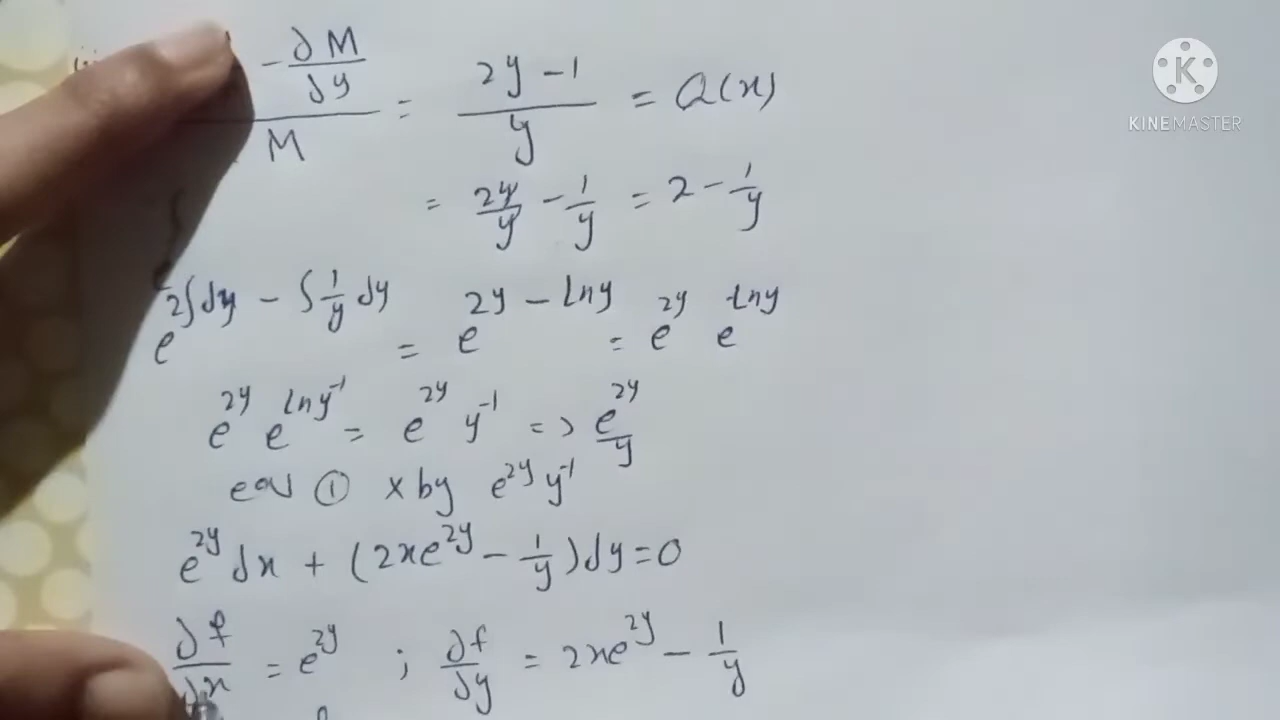 - ∂M/∂y / M = 2y - 1 / y = Q(x)
= 2y/y - 1/y = 2 - 1/y
e^(2∫dy - ∫1/y dy) = e^(2y - Lny) = e^2y e^-Lny
e^2y e^lny^-1 = e^2y y^-1 => e^2y/y
eqn ① x by e^2y y^-1
e^2y dx + (2xe^2y - 1/y)dy = 0
∂f/∂x = e^2y ; ∂f/∂y = 2xe^2y - 1/y
KINEMASTER